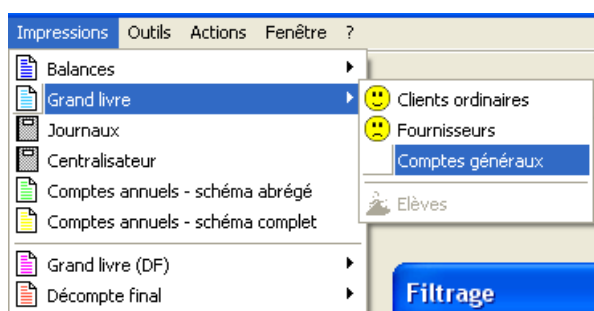 Impressions Outils Actions Fenêtre ?
Balances
Grand livre
Journaux
Centralisateur
Comptes annuels - schéma abrégé
Comptes annuels - schéma complet
Grand livre (DF)
Décompte final
Clients ordinaires
Fournisseurs
Comptes généraux
Elèves
Filtrage